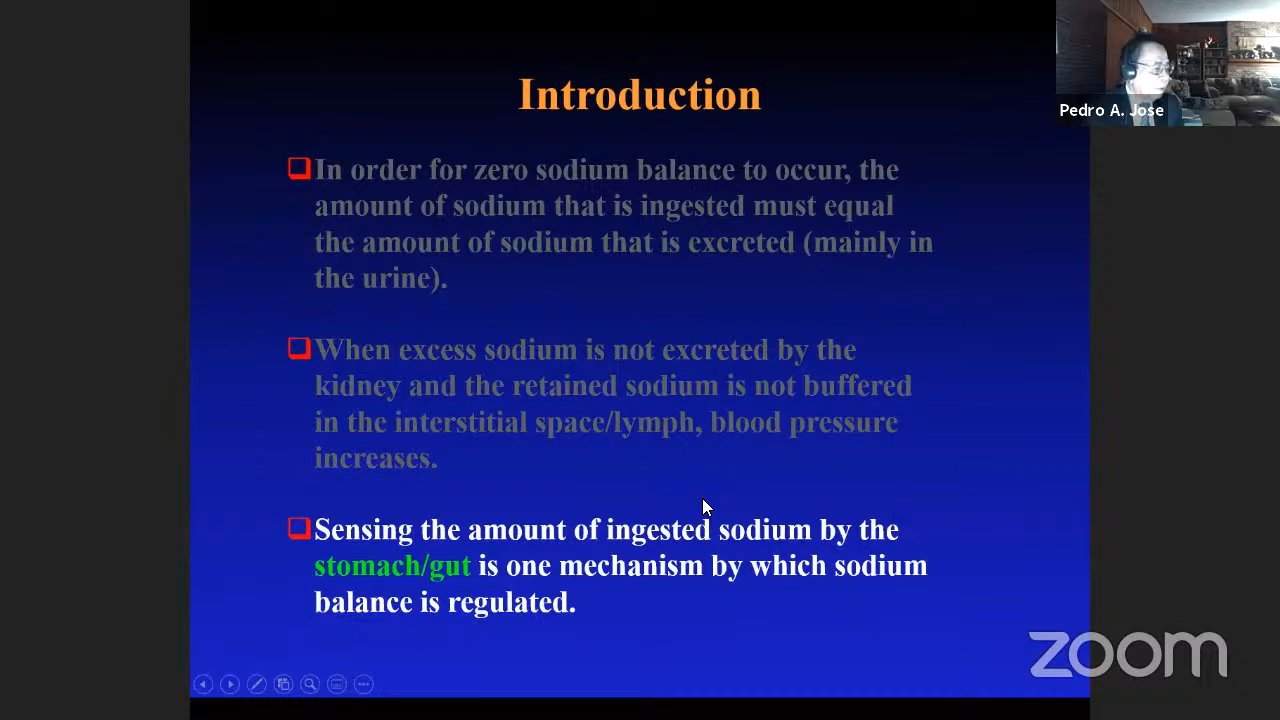 Introduction
Pedro A. Jose
In order for zero sodium balance to occur, the
amount of sodium that is ingested must equal
the amount of sodium that is excreted (mainly in
the urine).
When excess sodium is not excreted by the
kidney and the retained sodium is not buffered
in the interstitial space/lymph, blood pressure
increases.
Sensing the amount of ingested sodium by the
stomach/gut is one mechanism by which sodium
balance is regulated.
zoom